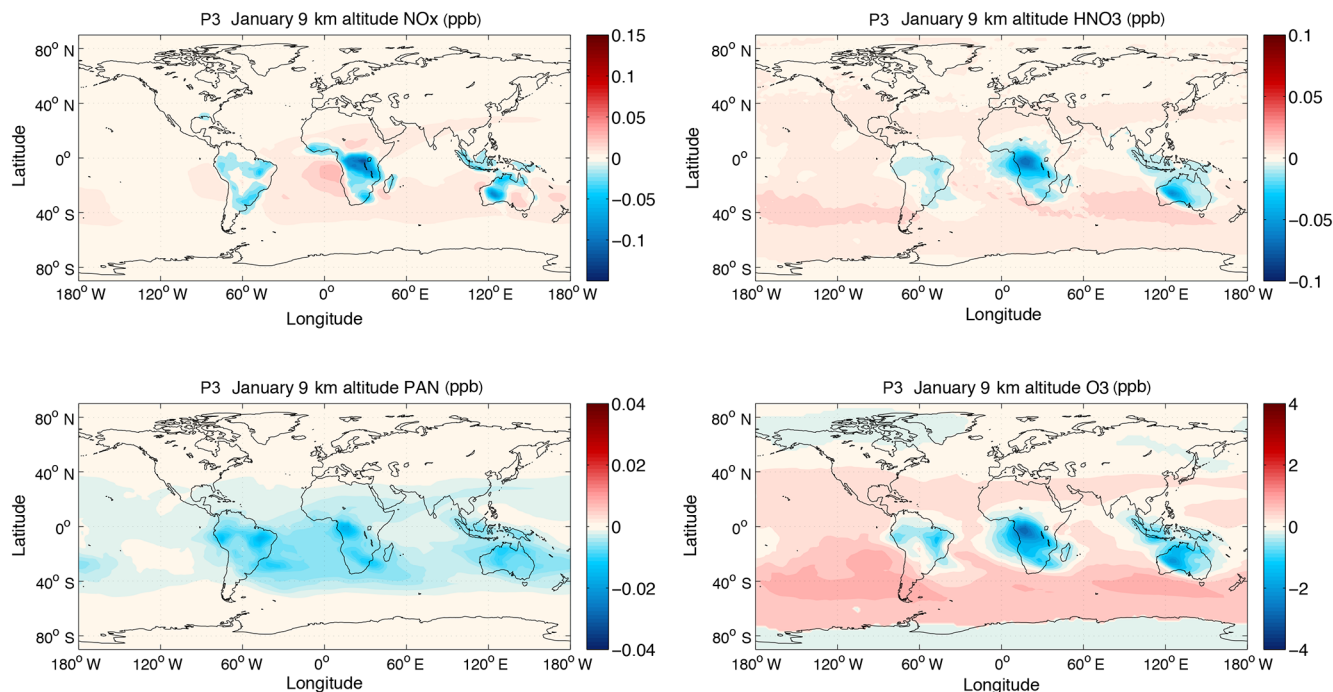 P3 January 9 km altitude NOx (ppb)
80° N
40° N
0°
40° S
80° S
Latitude
180° W 120° W 60° W 0° 60° E 120° E 180° W
Longitude
0.15
0.1
0.05
0
−0.05
−0.1
P3 January 9 km altitude HNO3 (ppb)
80° N
40° N
0°
40° S
80° S
Latitude
180° W 120° W 60° W 0° 60° E 120° E 180° W
Longitude
0.1
0.05
0
−0.05
−0.1
P3 January 9 km altitude PAN (ppb)
80° N
40° N
0°
40° S
80° S
Latitude
180° W 120° W 60° W 0° 60° E 120° E 180° W
Longitude
0.04
0.02
0
−0.02
−0.04
P3 January 9 km altitude O3 (ppb)
80° N
40° N
0°
40° S
80° S
Latitude
180° W 120° W 60° W 0° 60° E 120° E 180° W
Longitude
4
2
0
−2
−4